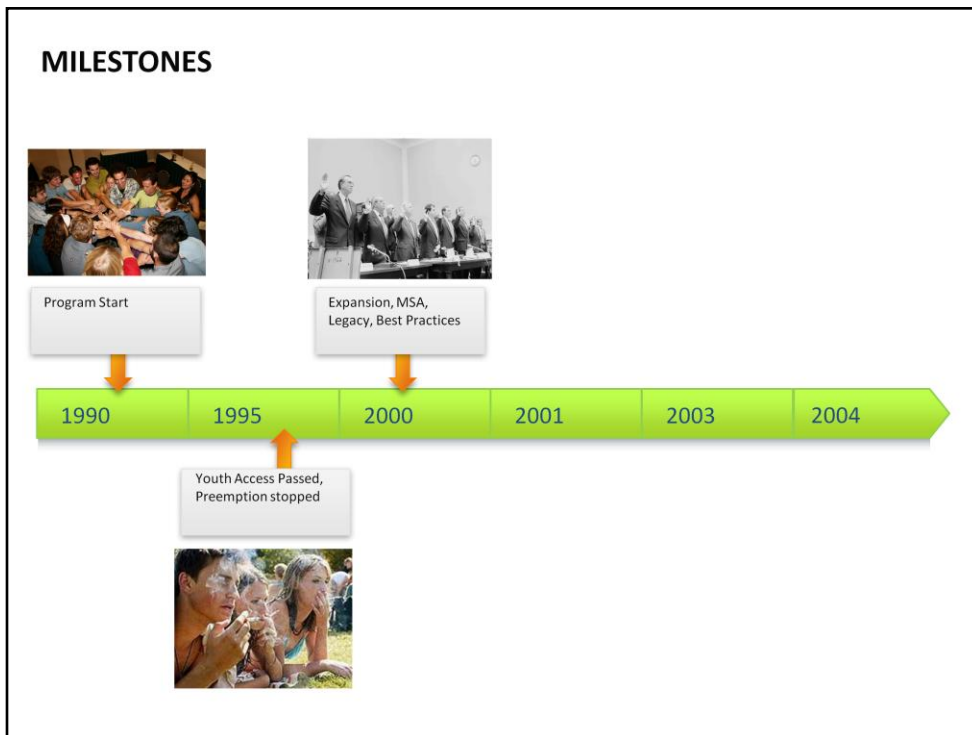 MILESTONES
Program Start
Expansion, MSA,
Legacy, Best Practices
1990 1995 2000 2001 2003 2004
Youth Access Passed,
Preemption stopped